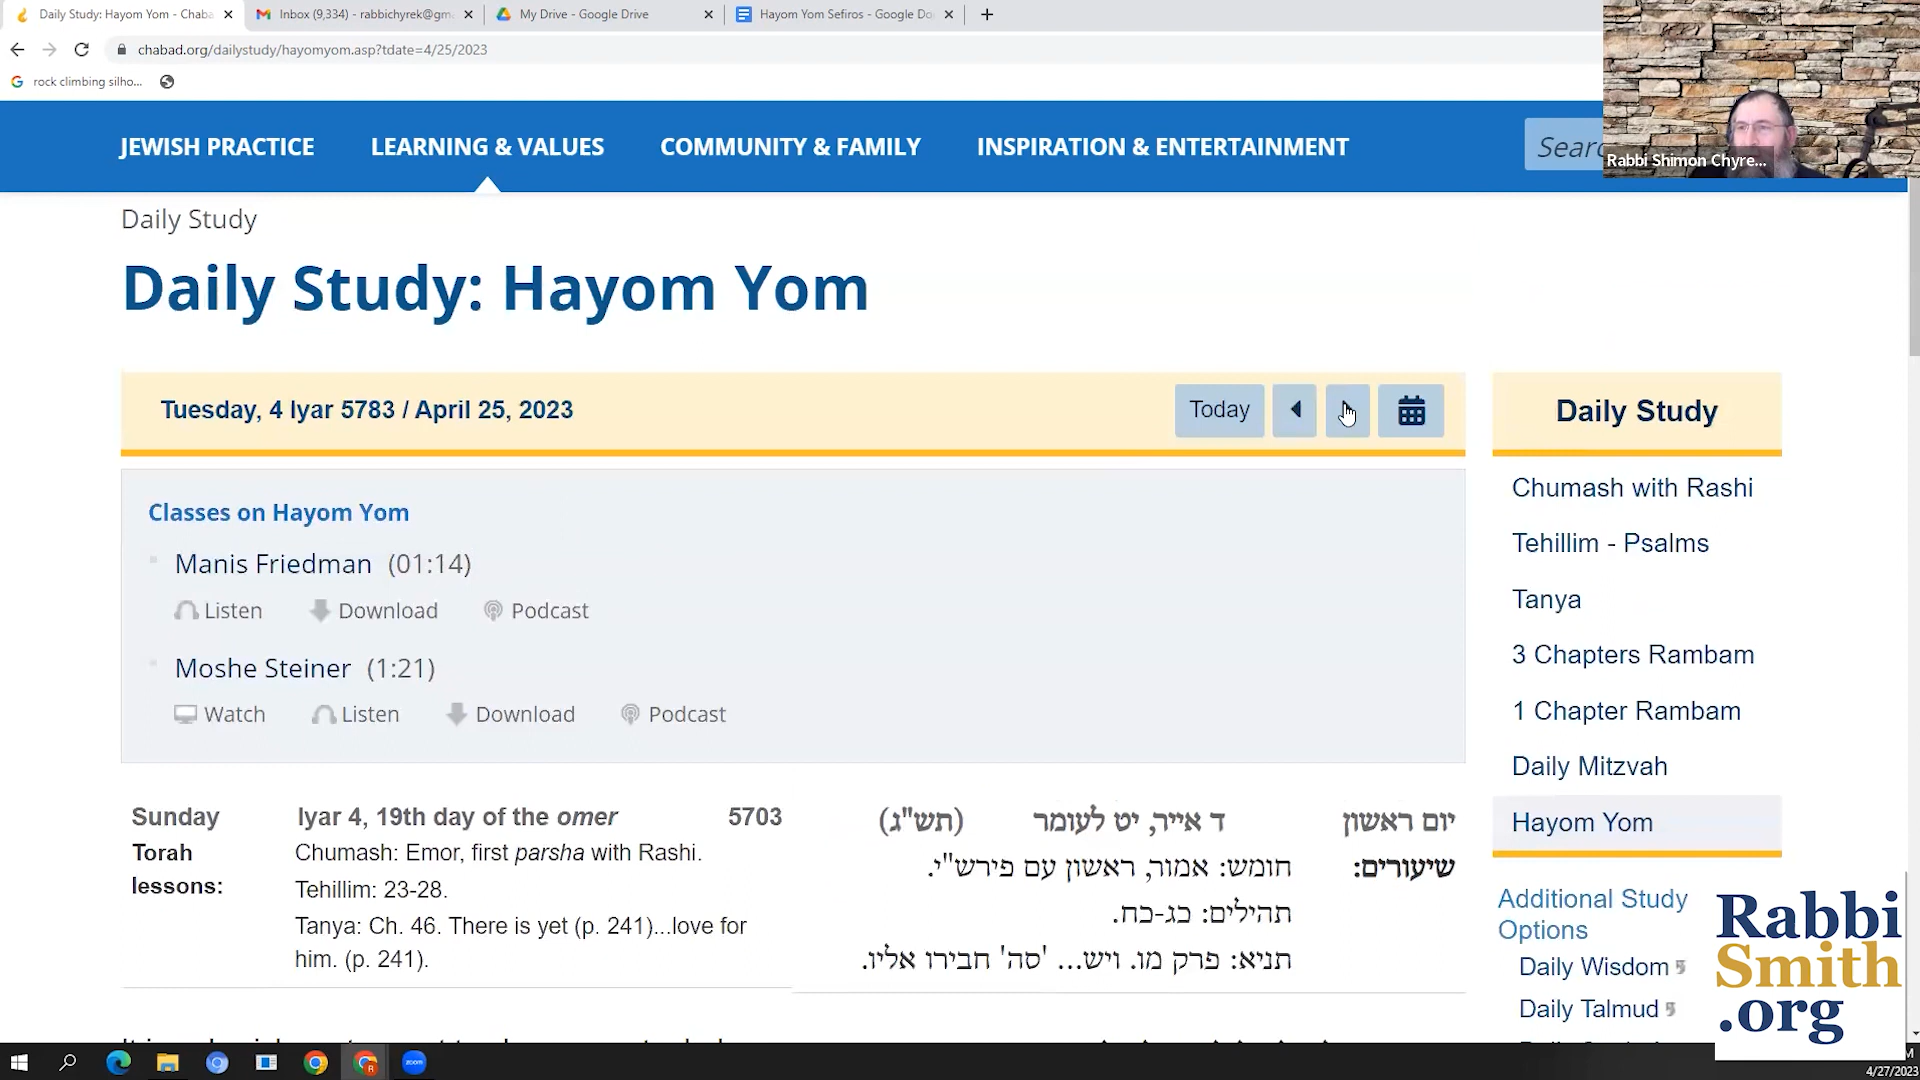 Daily Study: Hayom Yom - Chaba
Inbox (9,334) - rabbichyrek@gm
My Drive - Google Drive
Hayom Yom Sefiros - Google Do
chabad.org/dailystudy/hayomyom.asp?tdate=4/25/2023
rock climbing silho...
JEWISH PRACTICE
LEARNING & VALUES
COMMUNITY & FAMILY
INSPIRATION & ENTERTAINMENT
Searc
Rabbi Shimon Chyre...
Daily Study
Daily Study: Hayom Yom
Tuesday, 4 Iyar 5783 / April 25, 2023
Today
Classes on Hayom Yom
Manis Friedman (01:14)
Listen Download Podcast
Moshe Steiner (1:21)
Watch Listen Download Podcast
Sunday Iyar 4, 19th day of the omer 5703
Torah lessons:
Chumash: Emor, first parsha with Rashi.
Tehillim: 23-28.
Tanya: Ch. 46. There is yet (p. 241)...love for
him. (p. 241).
יום ראשון ד אייר, יט לעומר (תש"ג)
שיעורים: חומש: אמור, ראשון עם פירש"י.
תהילים: כג-כח.
תניא: פרק מו. ויש... 'סה' חבירו אליו.
Daily Study
Chumash with Rashi
Tehillim - Psalms
Tanya
3 Chapters Rambam
1 Chapter Rambam
Daily Mitzvah
Hayom Yom
Additional Study
Options
Daily Wisdom
Daily Talmud
Rabbi
Smith
.org
zoom
4/27/2023